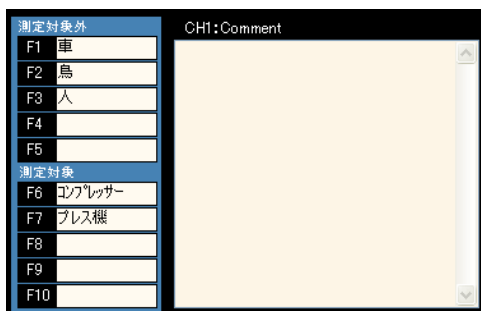 測定対象外
F1 車
F2 鳥
F3 人
F4
F5
測定対象
F6 コンプレッサー
F7 プレス機
F8
F9
F10
CH1:Comment